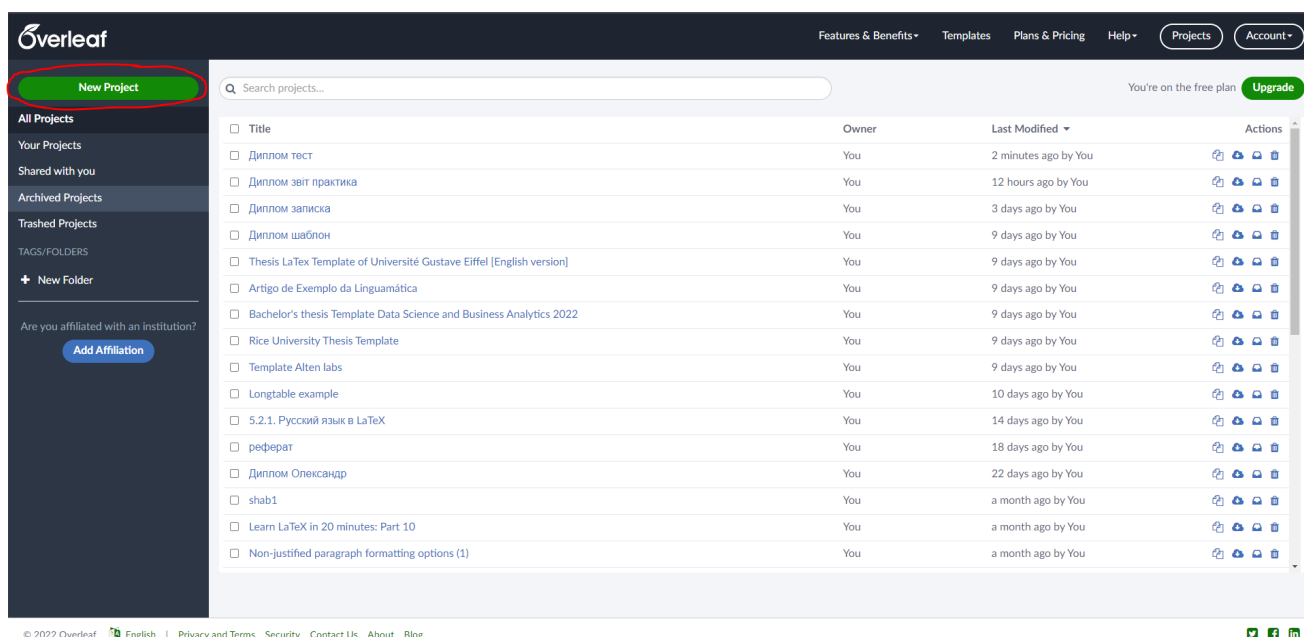 Overleaf
Features & Benefits Templates Plans & Pricing Help Projects Account
New Project
Search projects...
You're on the free plan Upgrade
All Projects
Your Projects
Shared with you
Archived Projects
Trashed Projects
TAGS/FOLDERS
New Folder
Are you affiliated with an institution?
Add Affiliation
Title Owner Last Modified Actions
Диплом тест You 2 minutes ago by You
Диплом звіт практика You 12 hours ago by You
Диплом записка You 3 days ago by You
Диплом шаблон You 9 days ago by You
Thesis LaTex Template of Université Gustave Eiffel [English version] You 9 days ago by You
Artigo de Exemplo da Linguamática You 9 days ago by You
Bachelor's thesis Template Data Science and Business Analytics 2022 You 9 days ago by You
Rice University Thesis Template You 9 days ago by You
Template Alten labs You 9 days ago by You
Longtable example You 10 days ago by You
5.2.1. Русский язык в LaTeX You 14 days ago by You
реферат You 18 days ago by You
Диплом Олександр You 22 days ago by You
shab1 You a month ago by You
Learn LaTeX in 20 minutes: Part 10 You a month ago by You
Non-justified paragraph formatting options (1) You a month ago by You
© 2022 Overleaf English | Privacy and Terms Security Contact Us About Blog